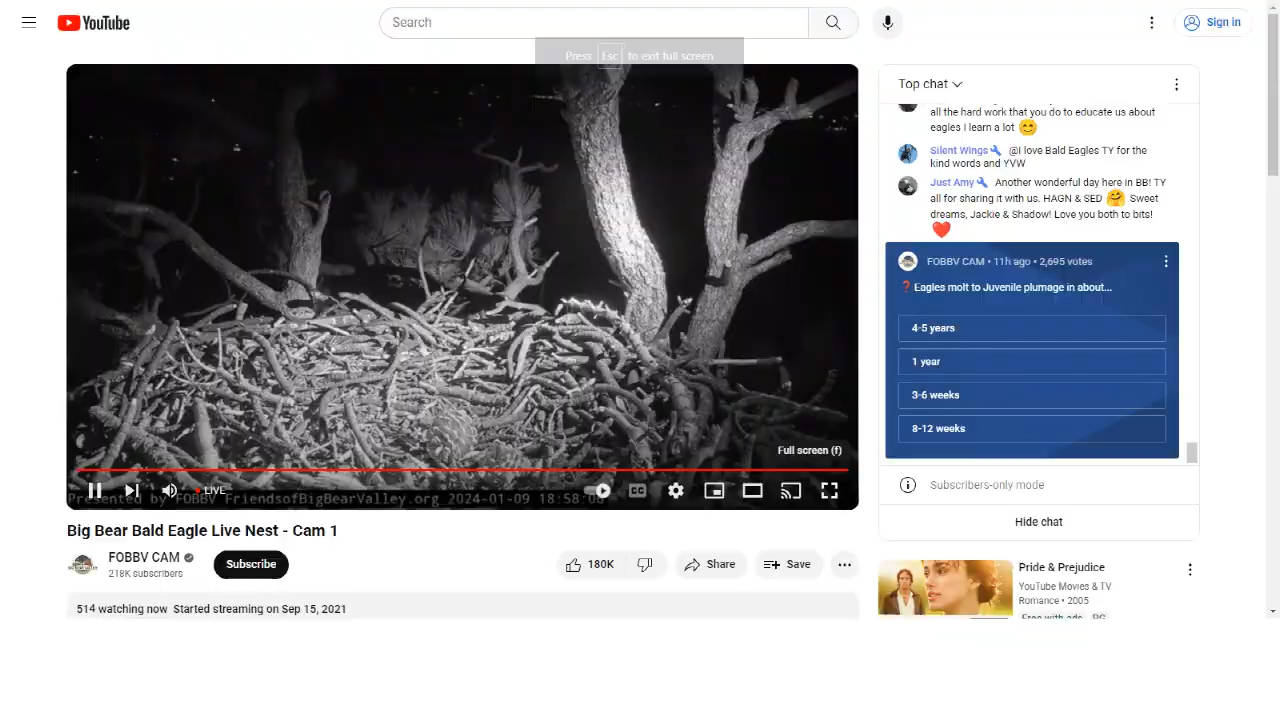 YouTube
Search
Sign in
Press Esc to exit full screen
Full screen (f)
LIVE
Presented by FOBBV FriendsofBigBearValley.org 2024-01-09 18:58:08
Big Bear Bald Eagle Live Nest - Cam 1
FOBBV CAM
218K subscribers
Subscribe
180K
Share
Save
514 watching now Started streaming on Sep 15, 2021
Top chat
all the hard work that you do to educate us about
eagles I learn a lot 😊
Silent Wings @I love Bald Eagles TY for the
kind words and YVW
Just Amy Another wonderful day here in BB! TY
all for sharing it with us. HAGN & SED 🤗 Sweet
dreams, Jackie & Shadow! Love you both to bits!
❤️
FOBBV CAM • 11h ago • 2,695 votes
❓Eagles molt to Juvenile plumage in about...
4-5 years
1 year
3-6 weeks
8-12 weeks
Subscribers-only mode
Hide chat
Pride & Prejudice
YouTube Movies & TV
Romance • 2005
Free with ads PG